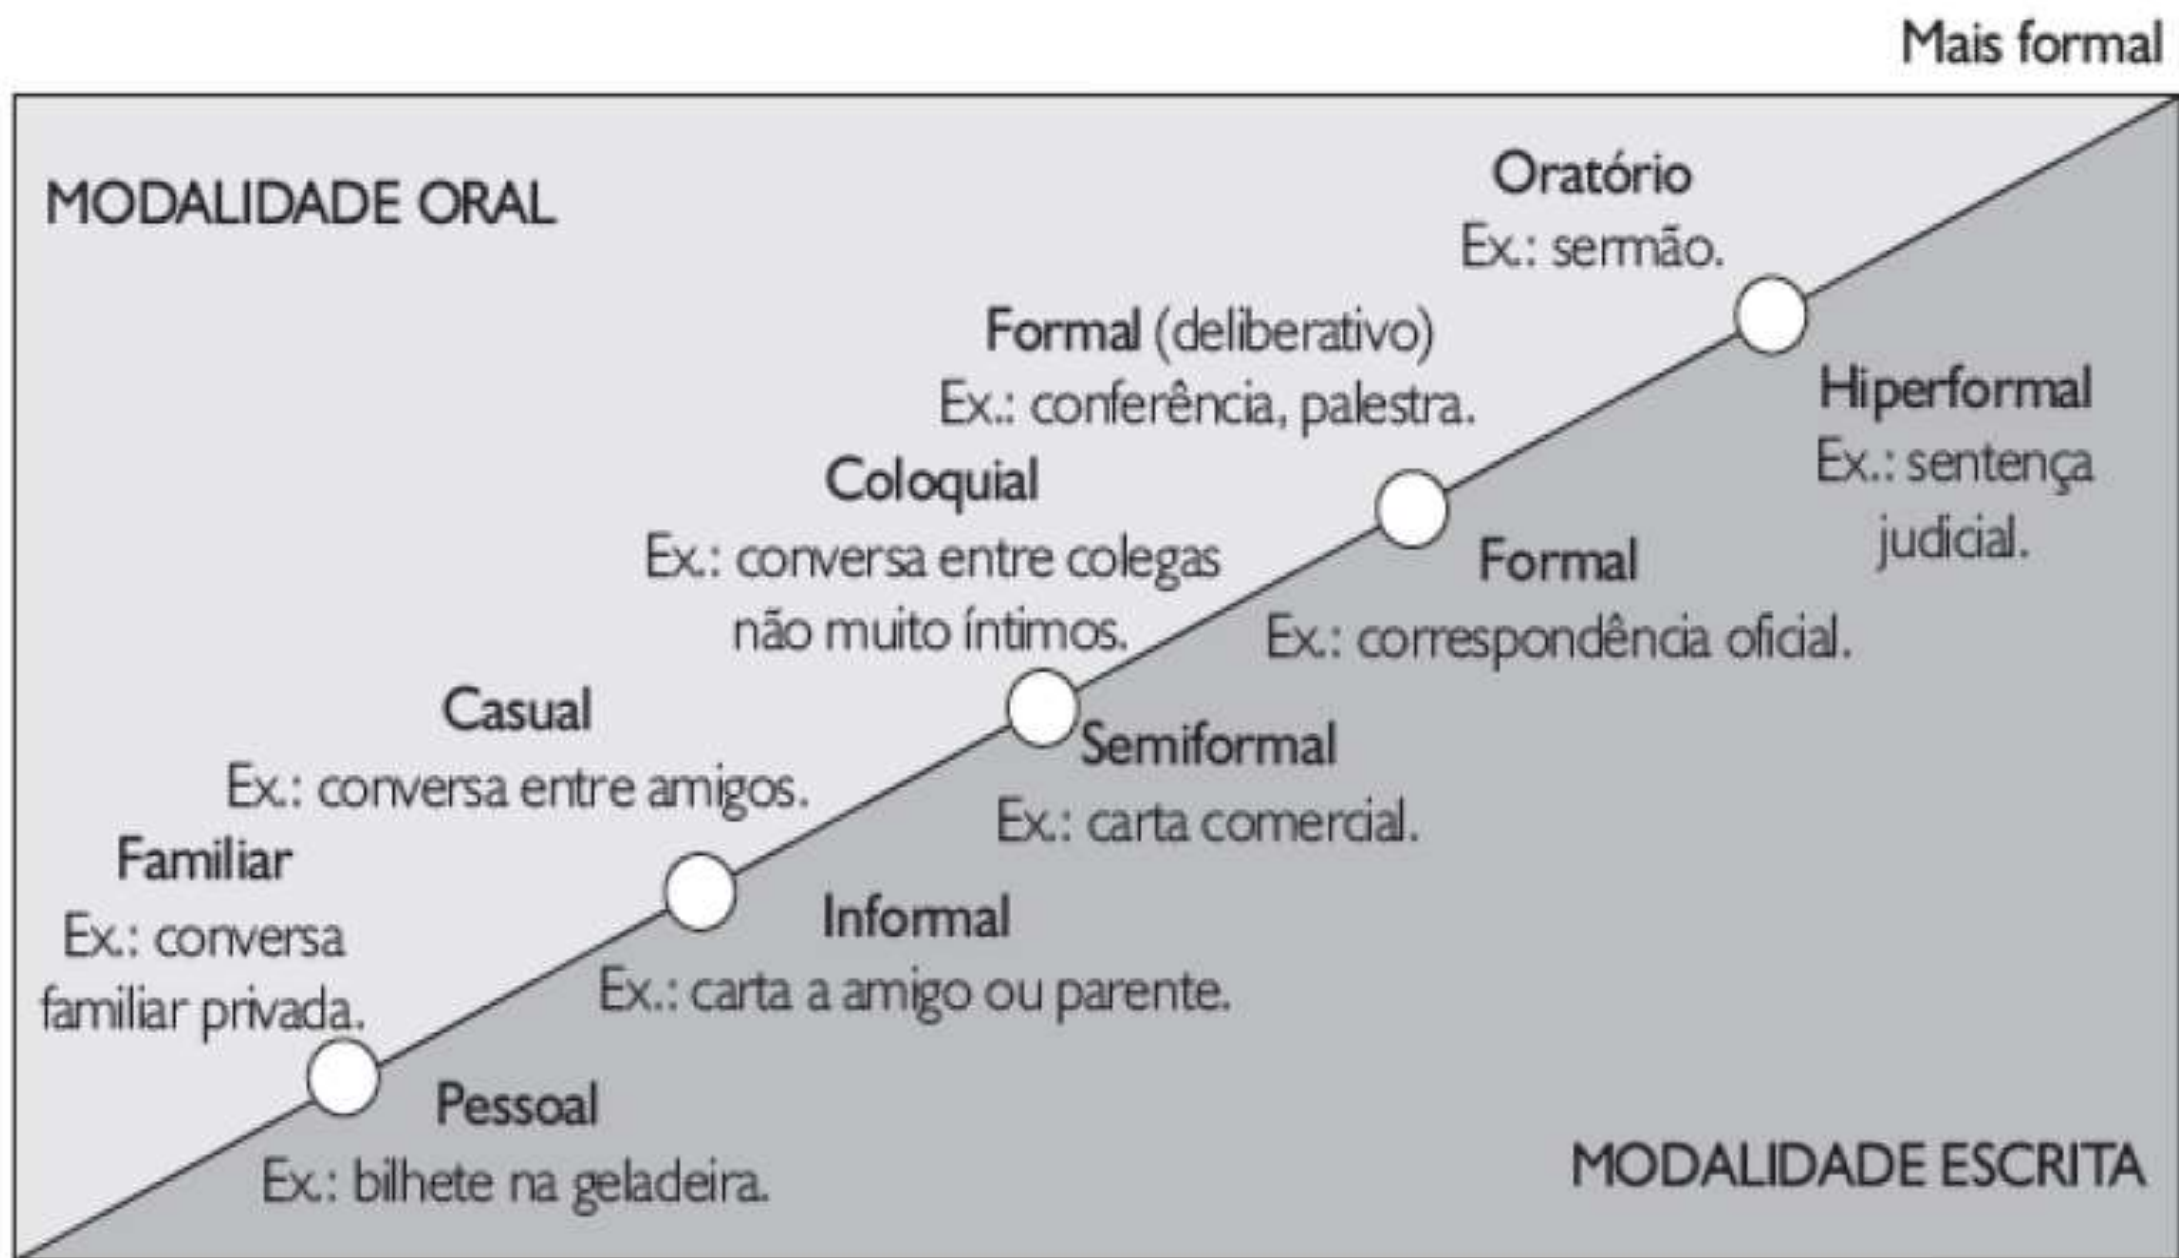 Mais formal
MODALIDADE ORAL
Oratório
Ex.: sermão.
Formal (deliberativo)
Ex.: conferência, palestra.
Hiperformal
Ex.: sentença
judicial.
Coloquial
Ex.: conversa entre colegas
não muito íntimos.
Formal
Ex.: correspondência oficial.
Casual
Ex.: conversa entre amigos.
Semiformal
Ex.: carta comercial.
Familiar
Ex.: conversa
familiar privada.
Informal
Ex.: carta a amigo ou parente.
Pessoal
Ex.: bilhete na geladeira.
MODALIDADE ESCRITA